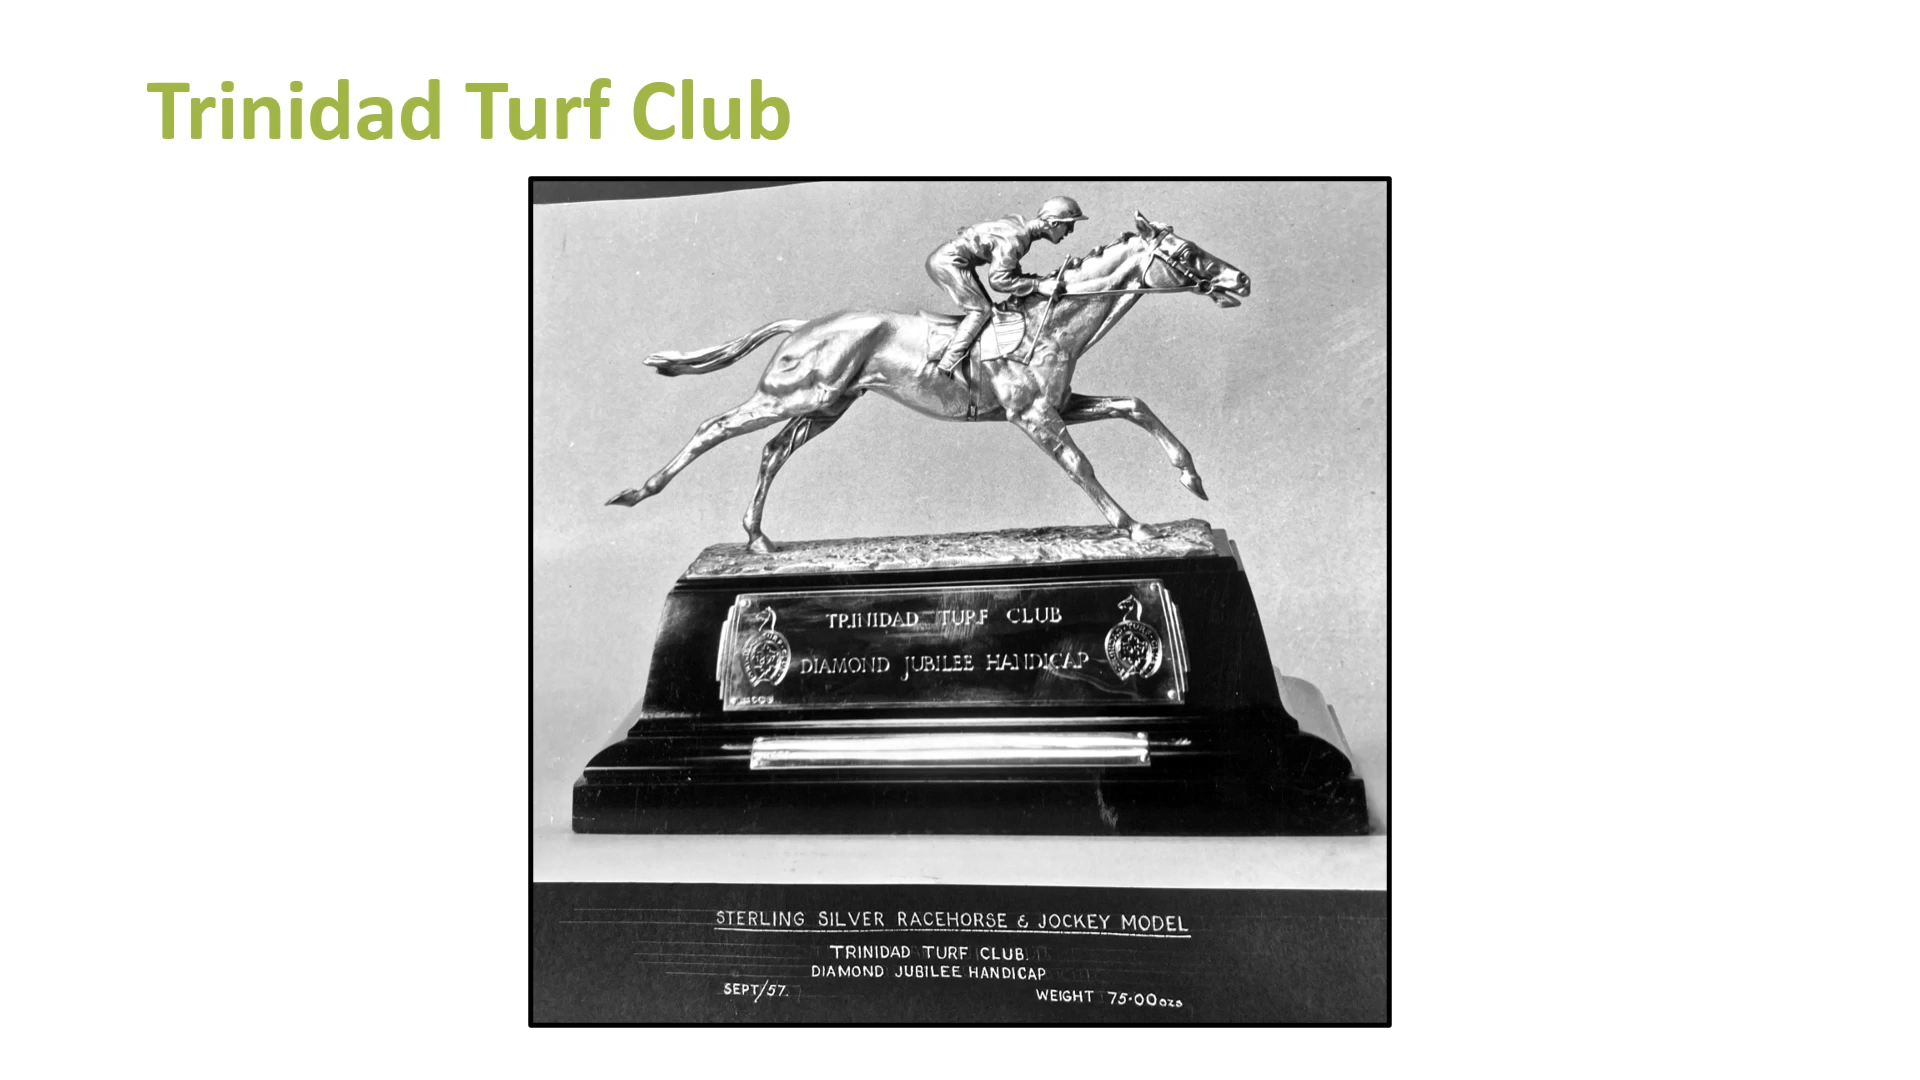 Trinidad Turf Club
TRINIDAD TURF CLUB
DIAMOND JUBILEE HANDICAP
STERLING SILVER RACEHORSE & JOCKEY MODEL
TRINIDAD TURF CLUB.
DIAMOND JUBILEE HANDICAP
SEPT/57.
WEIGHT 75·00ozs